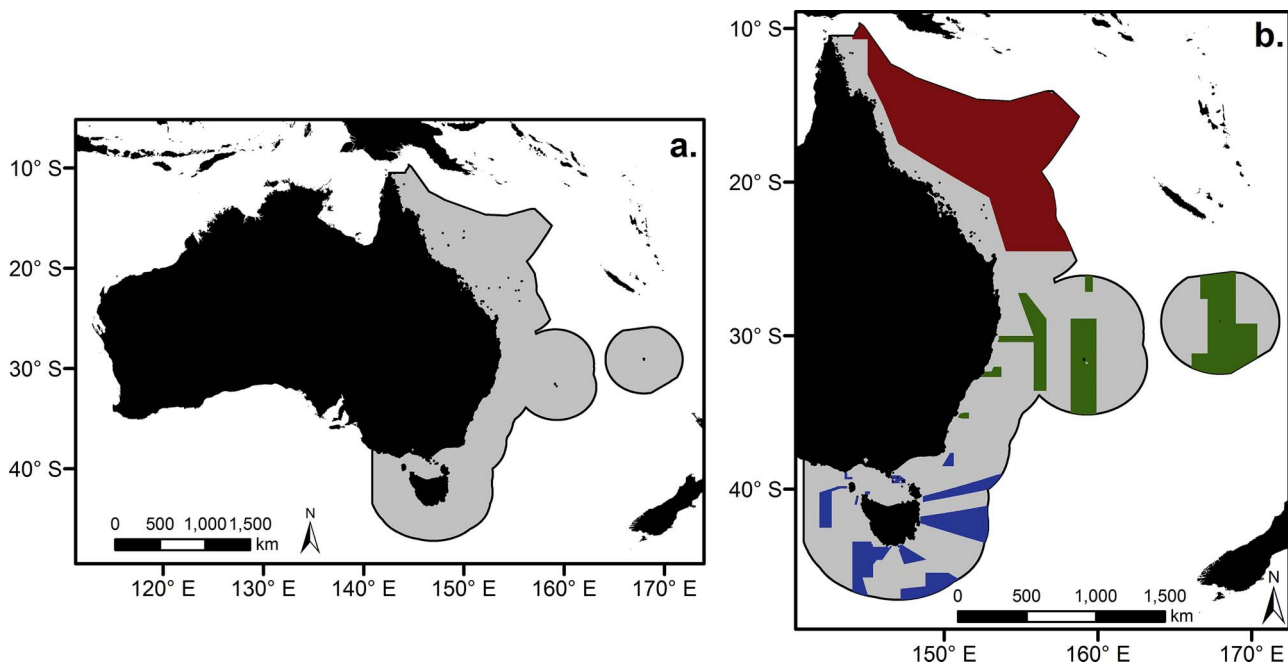 a.
10° S
20° S
30° S
40° S
0 500 1,000 1,500
km
N
120° E 130° E 140° E 150° E 160° E 170° E
b.
10° S
20° S
30° S
40° S
0 500 1,000 1,500
km
N
150° E 160° E 170° E